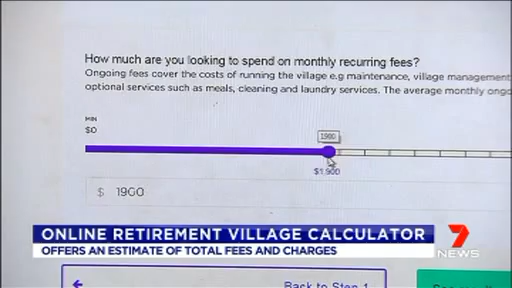 How much are you looking to spend on monthly recurring fees?
Ongoing fees cover the costs of running the village e.g maintenance, village management
optional services such as meals, cleaning and laundry services. The average monthly ongo
MIN
$0
1900
$1,900
$ 1900
ONLINE RETIREMENT VILLAGE CALCULATOR
OFFERS AN ESTIMATE OF TOTAL FEES AND CHARGES
7
NEWS
Back to Step 1